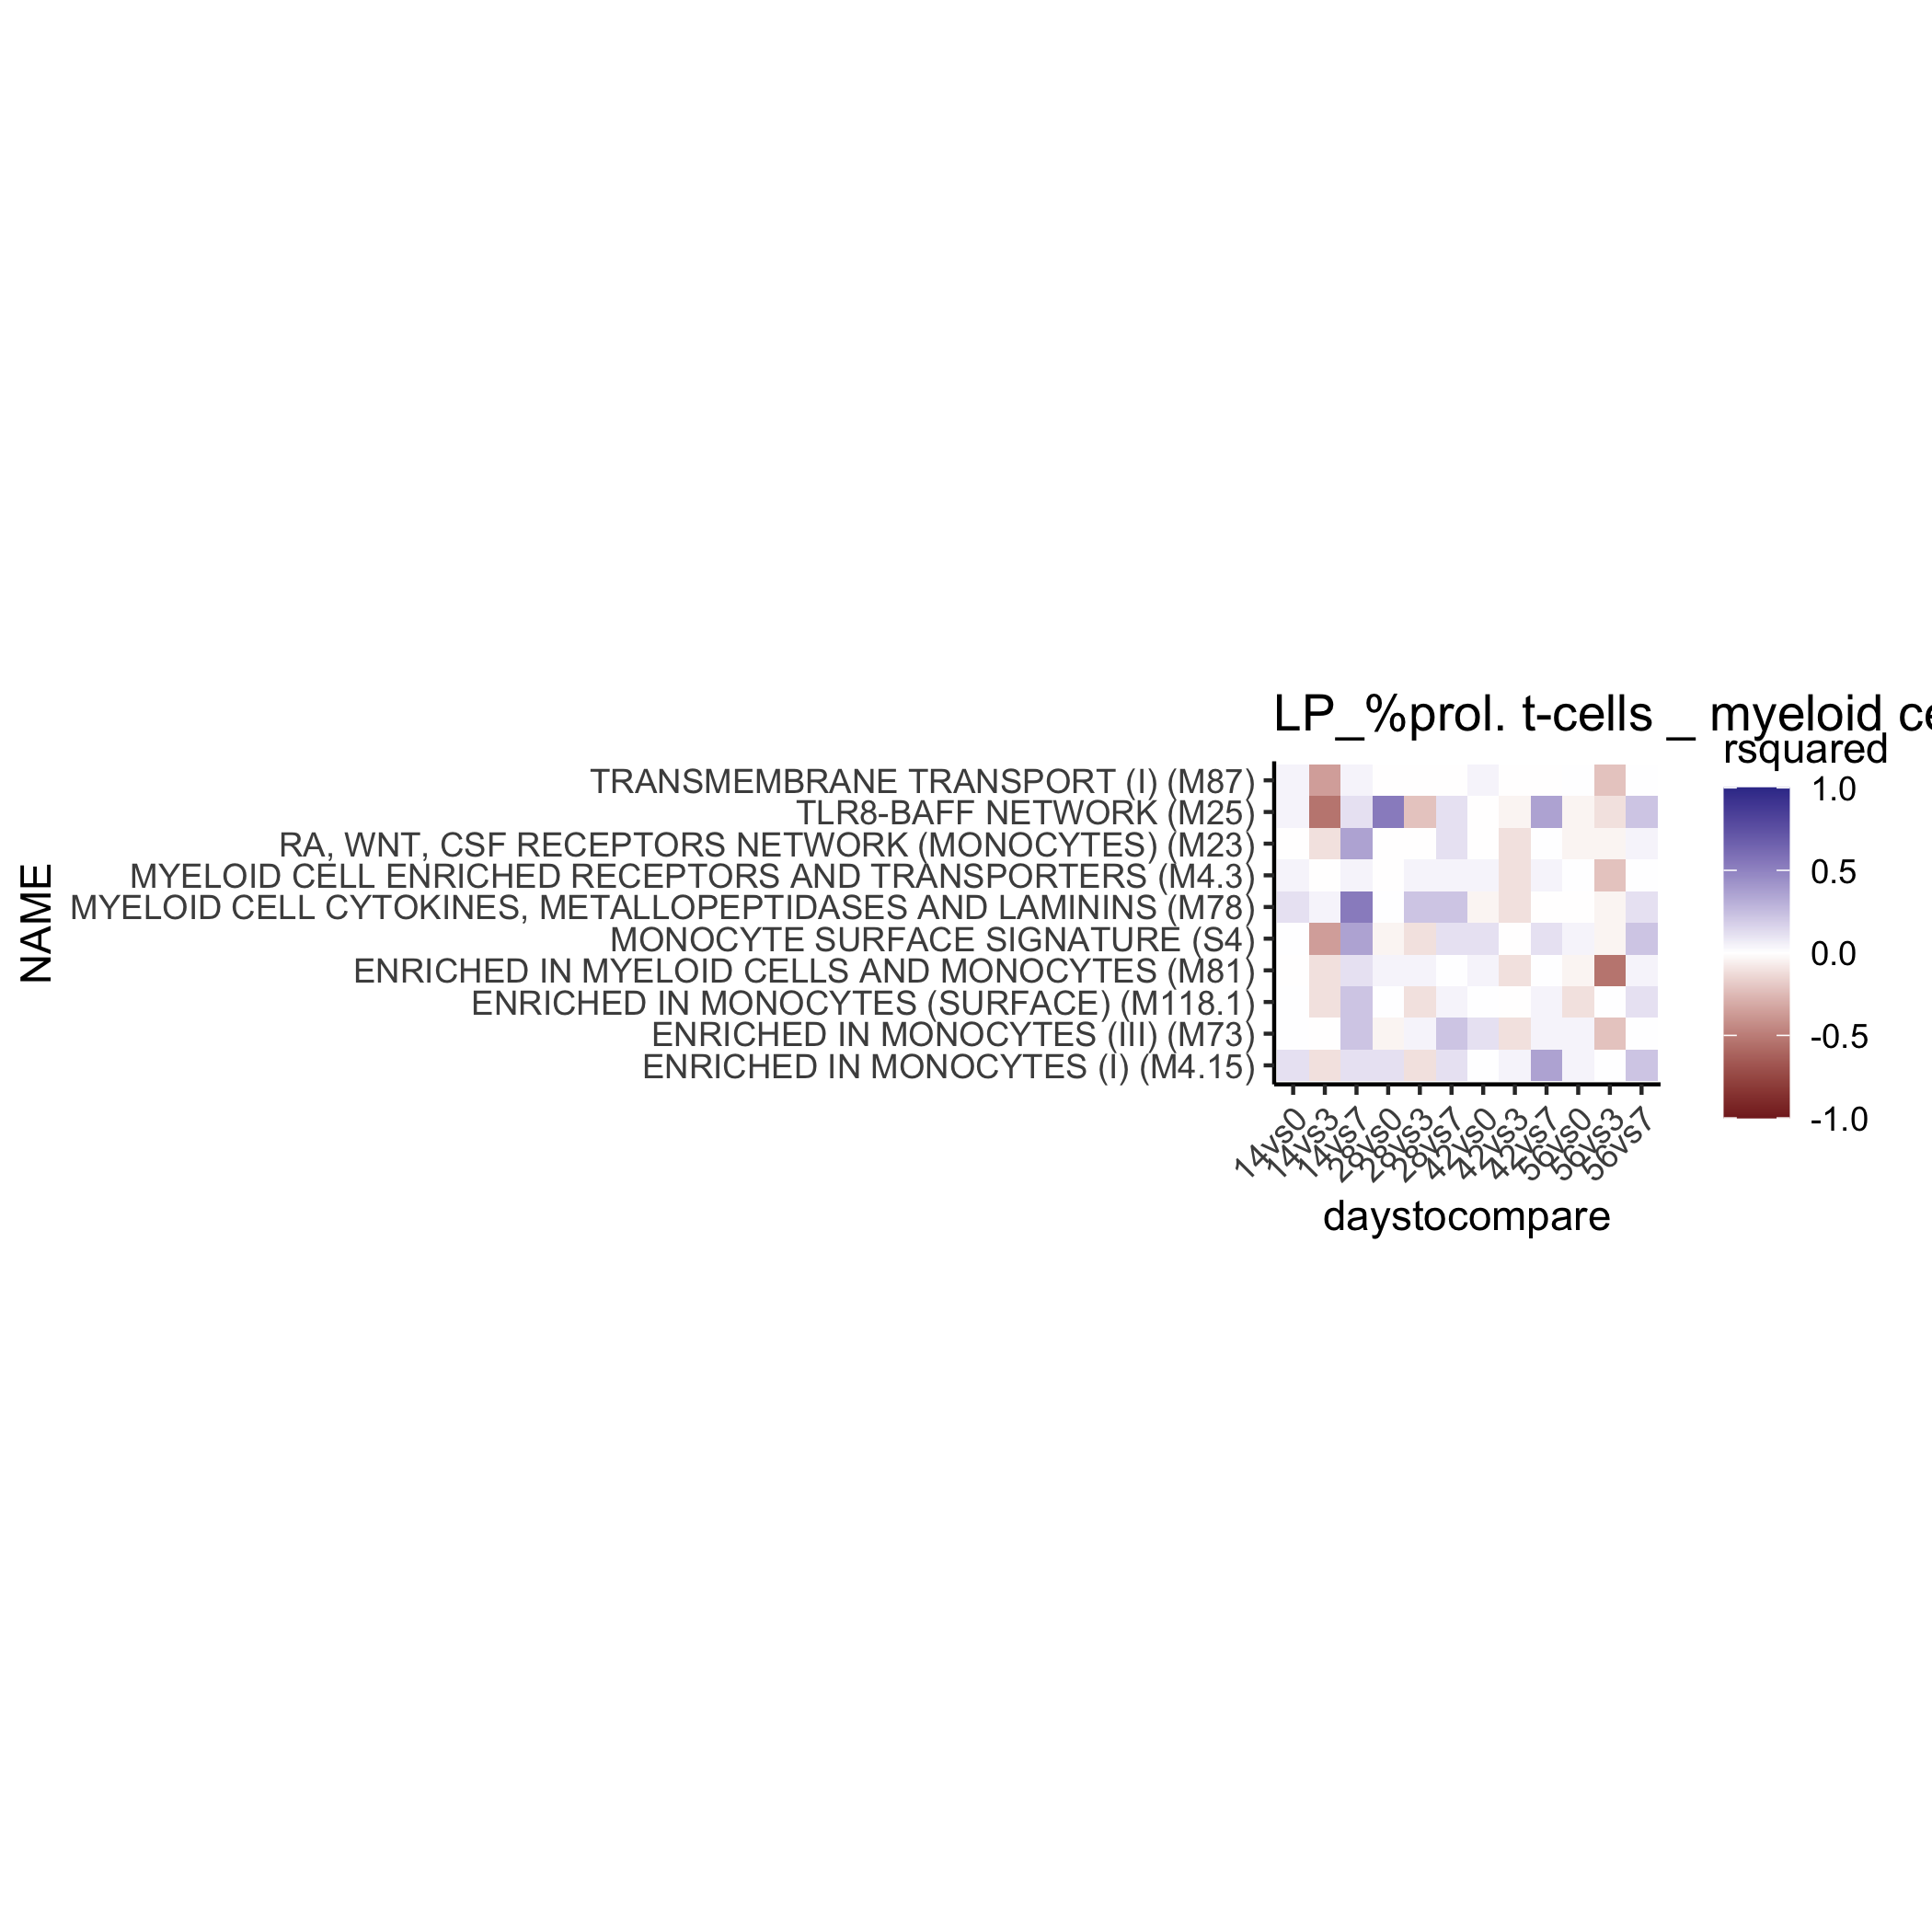 LP_%prol. t-cells _ myeloid ce
rsquared
1.0
0.5
0.0
-0.5
-1.0
NAME
TRANSMEMBRANE TRANSPORT (I) (M87)
TLR8-BAFF NETWORK (M25)
RA, WNT, CSF RECEPTORS NETWORK (MONOCYTES) (M23)
MYELOID CELL ENRICHED RECEPTORS AND TRANSPORTERS (M4.3)
MYELOID CELL CYTOKINES, METALLOPEPTIDASES AND LAMININS (M78)
MONOCYTE SURFACE SIGNATURE (S4)
ENRICHED IN MYELOID CELLS AND MONOCYTES (M81)
ENRICHED IN MONOCYTES (SURFACE) (M118.1)
ENRICHED IN MONOCYTES (III) (M73)
ENRICHED IN MONOCYTES (I) (M4.15)
14vs0
14vs3
14vs7
28vs0
28vs3
28vs7
42vs0
42vs3
42vs7
56vs0
56vs3
56vs7
daystocompare